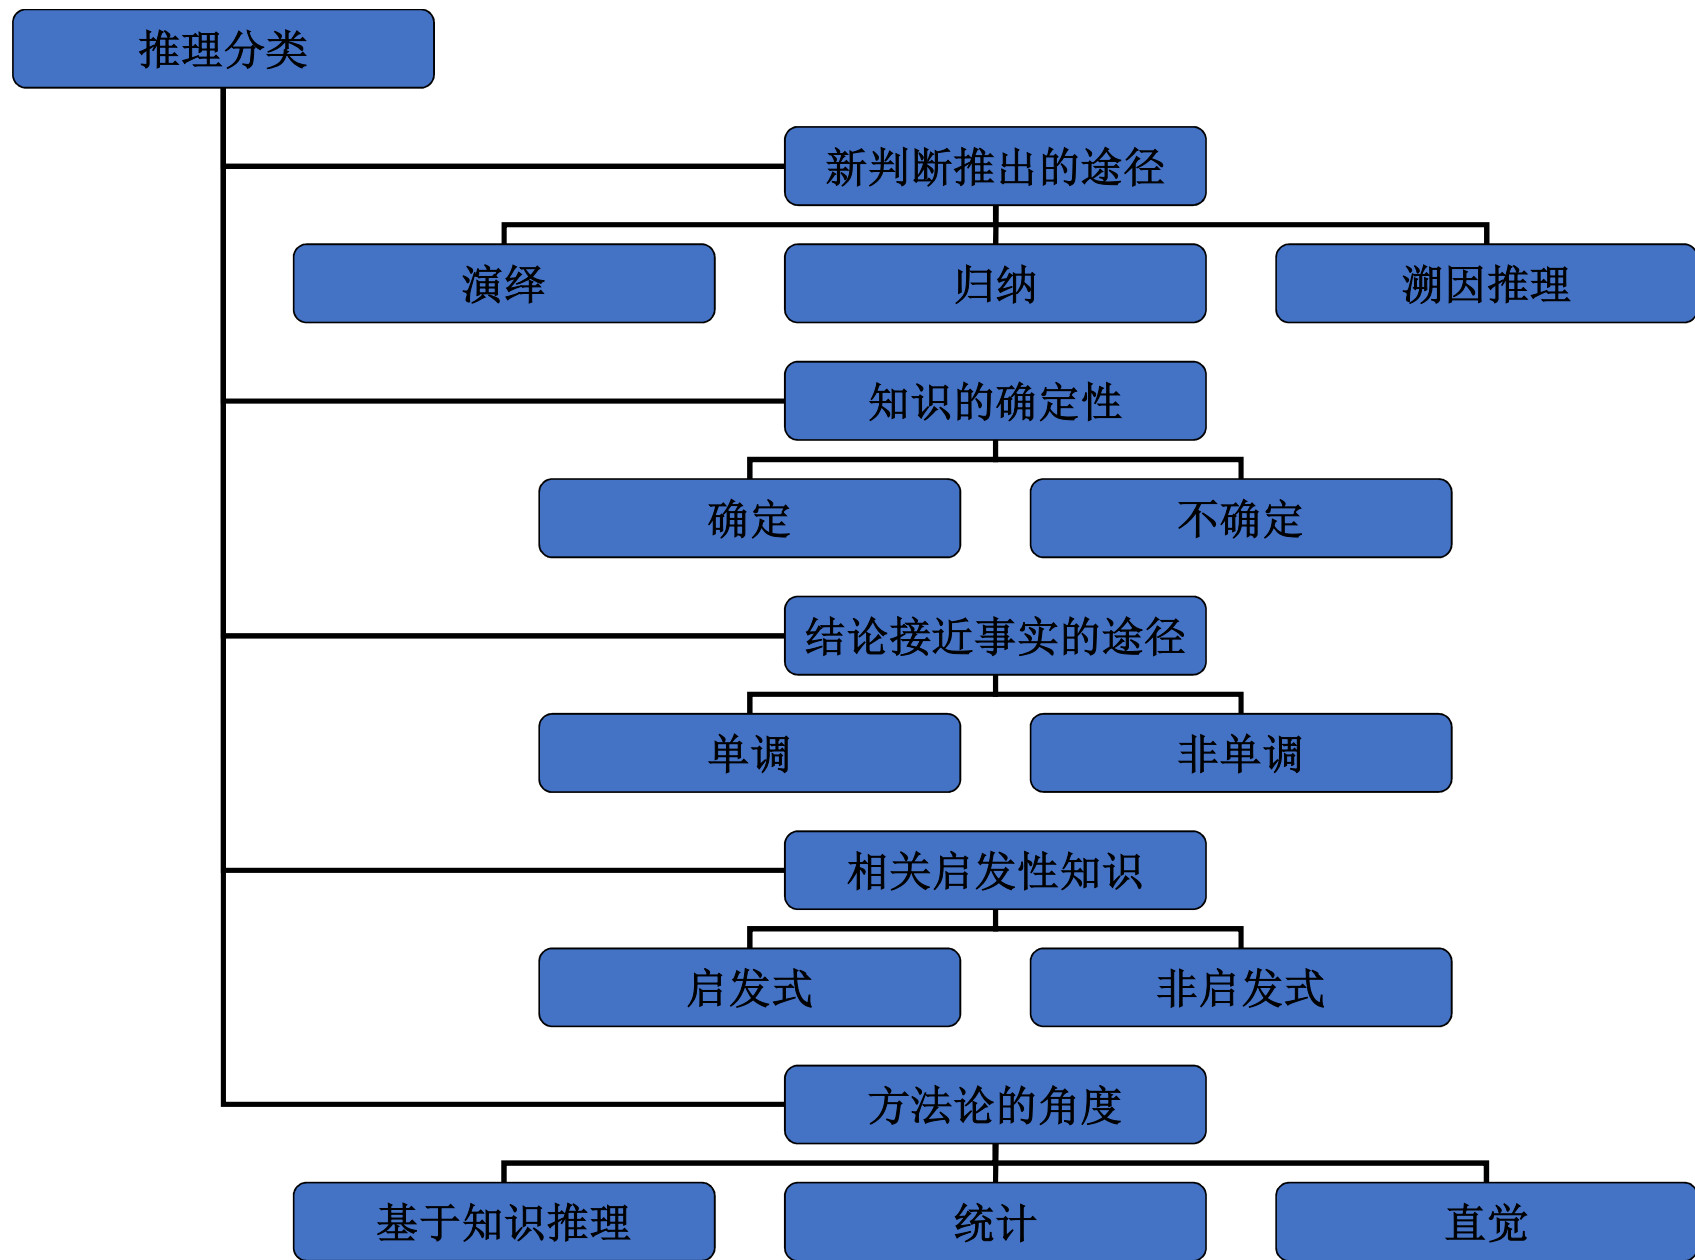 推理分类
新判断推出的途径
演绎
归纳
溯因推理
知识的确定性
确定
不确定
结论接近事实的途径
单调
非单调
相关启发性知识
启发式
非启发式
方法论的角度
基于知识推理
统计
直觉